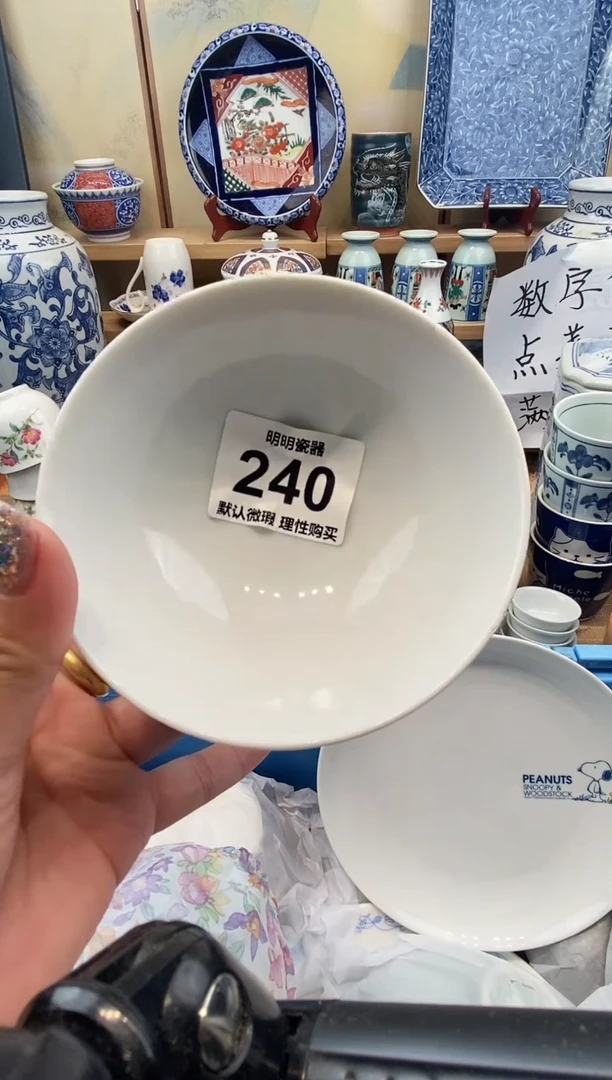 数字
点
满
明明瓷器
240
默认微瑕 理性购买
PEANUTS
SNOOPY &
WOODSTOCK